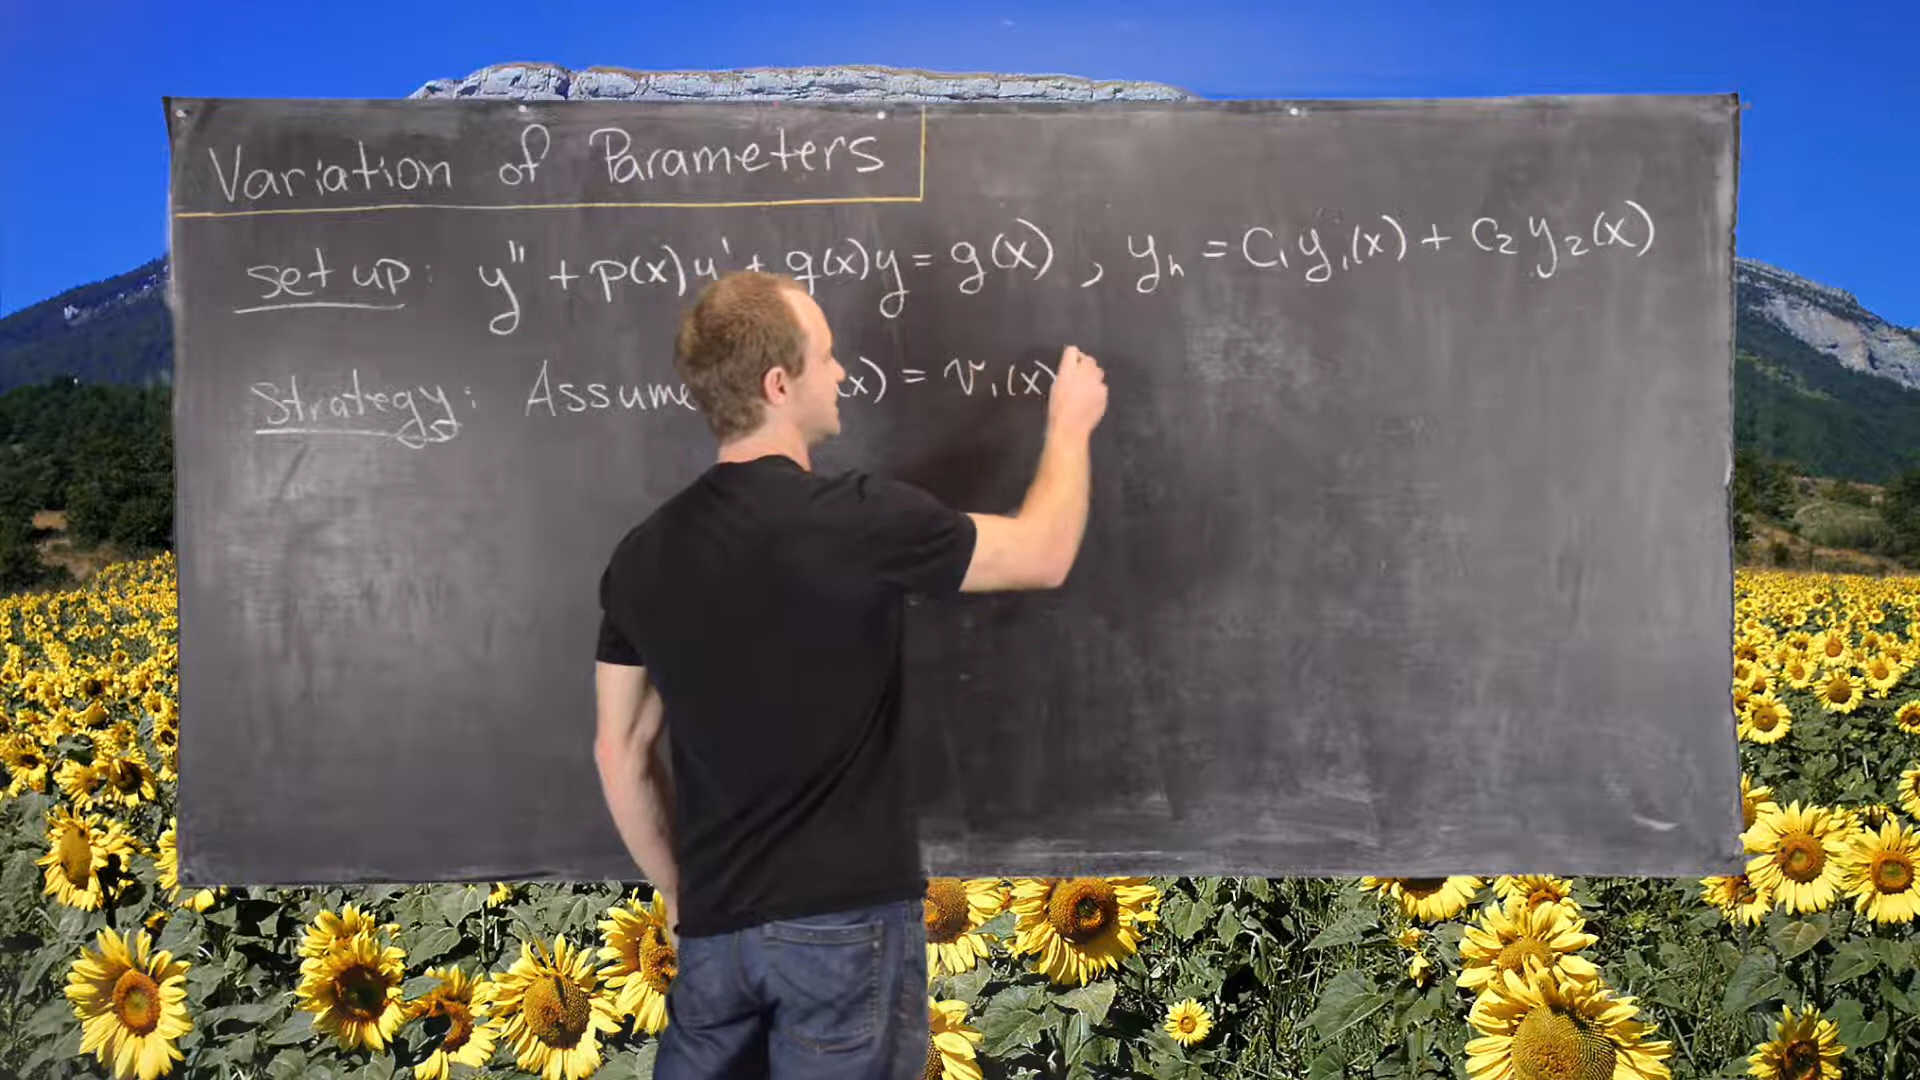 Variation of Parameters
set up: y" + p(x)y' + q(x)y = g(x) , yₕ = C₁y₁(x) + C₂y₂(x)
Strategy: Assume (x) = v₁(x)